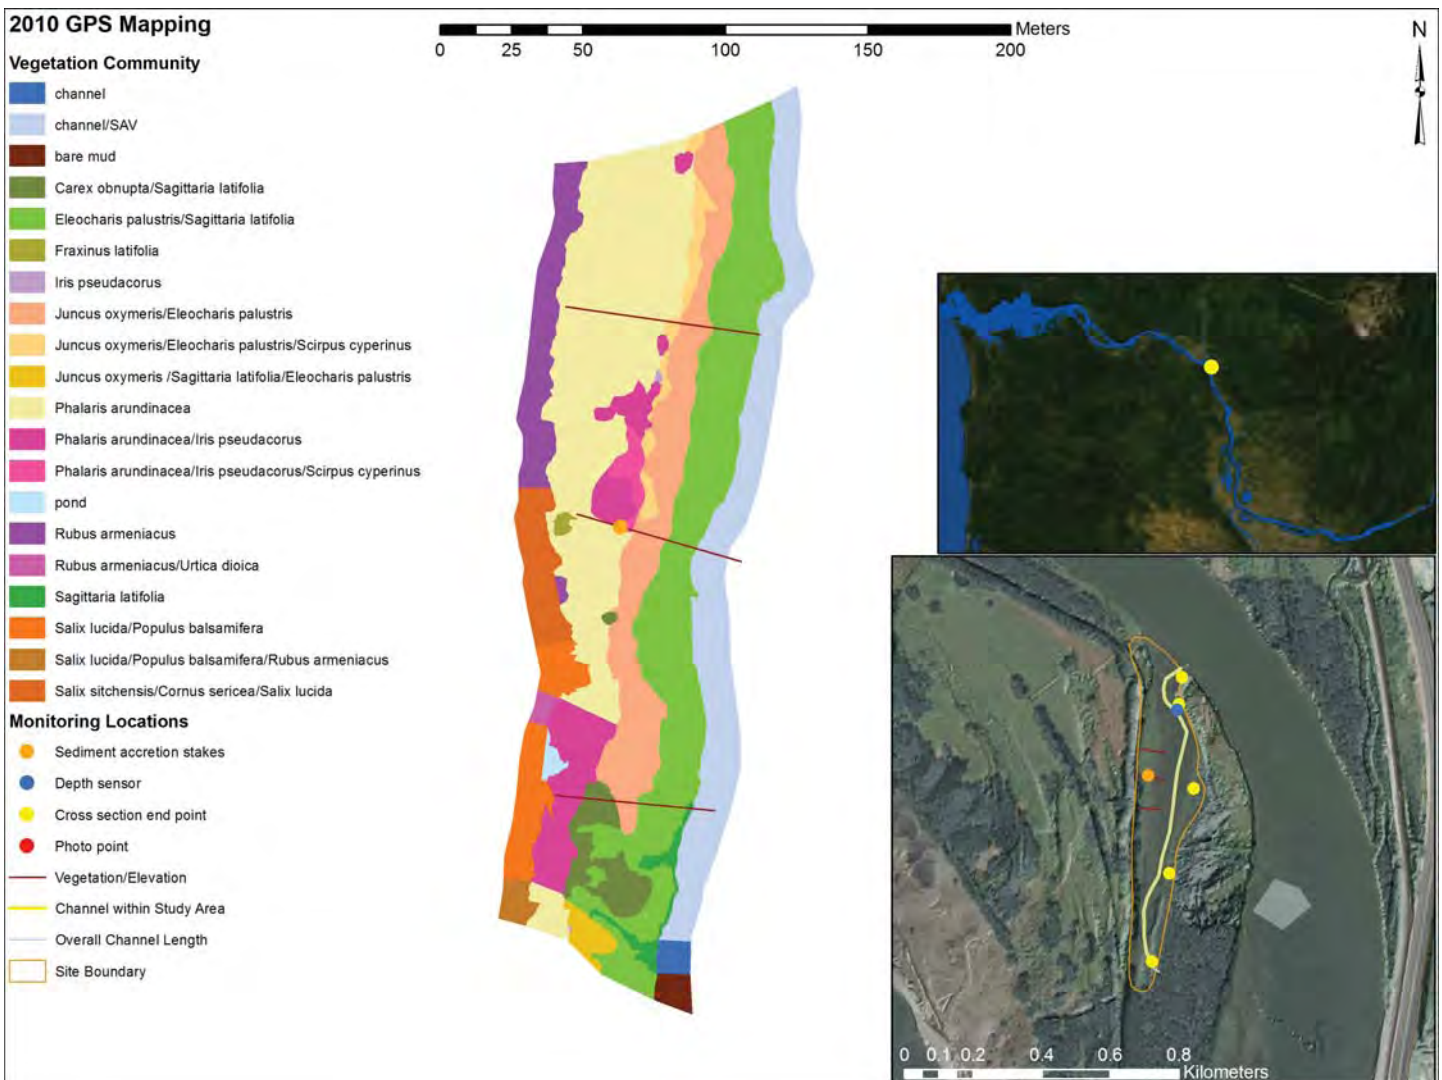 2010 GPS Mapping
Meters
0 25 50 100 150 200
N
Vegetation Community
channel
channel/SAV
bare mud
Carex obnupta/Sagittaria latifolia
Eleocharis palustris/Sagittaria latifolia
Fraxinus latifolia
Iris pseudacorus
Juncus oxymeris/Eleocharis palustris
Juncus oxymeris/Eleocharis palustris/Scirpus cyperinus
Juncus oxymeris /Sagittaria latifolia/Eleocharis palustris
Phalaris arundinacea
Phalaris arundinacea/Iris pseudacorus
Phalaris arundinacea/Iris pseudacorus/Scirpus cyperinus
pond
Rubus armeniacus
Rubus armeniacus/Urtica dioica
Sagittaria latifolia
Salix lucida/Populus balsamifera
Salix lucida/Populus balsamifera/Rubus armeniacus
Salix sitchensis/Cornus sericea/Salix lucida
Monitoring Locations
Sediment accretion stakes
Depth sensor
Cross section end point
Photo point
Vegetation/Elevation
Channel within Study Area
Overall Channel Length
Site Boundary
0 0.1 0.2 0.4 0.6 0.8
Kilometers